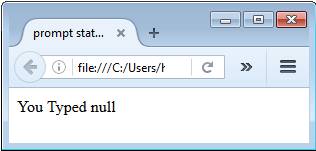 prompt stat...
file:///C:/Users/h
You Typed null